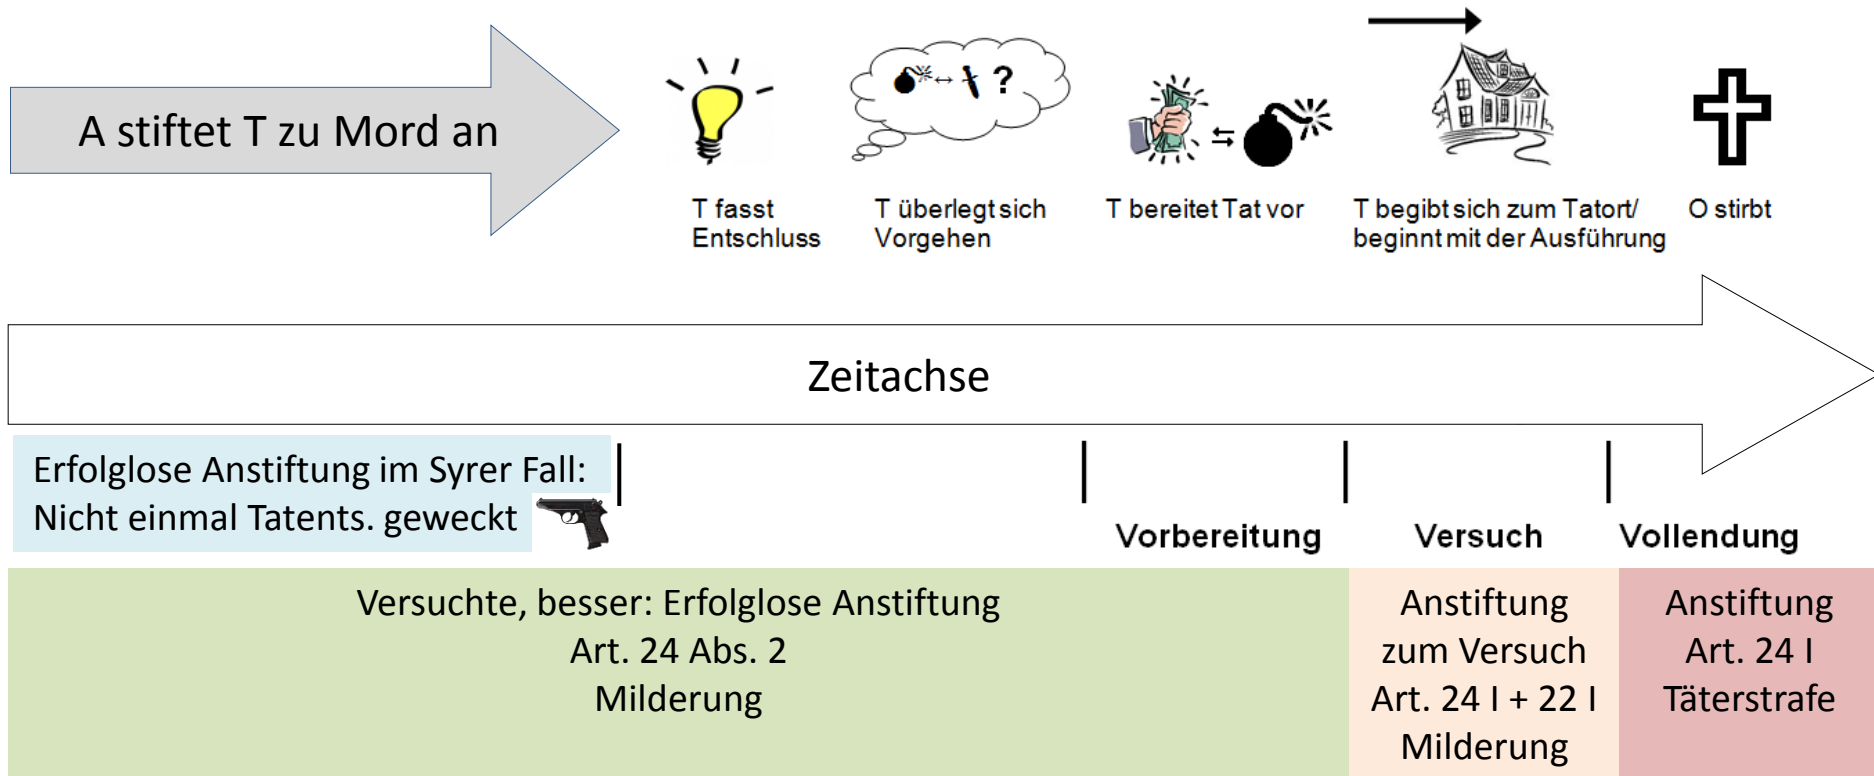 A stiftet T zu Mord an
?
T fasst
Entschluss
T überlegt sich
Vorgehen
T bereitet Tat vor
T begibt sich zum Tatort/
beginnt mit der Ausführung
O stirbt
Zeitachse
Erfolglose Anstiftung im Syrer Fall:
Nicht einmal Tatents. geweckt
Vorbereitung
Versuch
Vollendung
Versuchte, besser: Erfolglose Anstiftung
Art. 24 Abs. 2
Milderung
Anstiftung
zum Versuch
Art. 24 I + 22 I
Milderung
Anstiftung
Art. 24 I
Täterstrafe